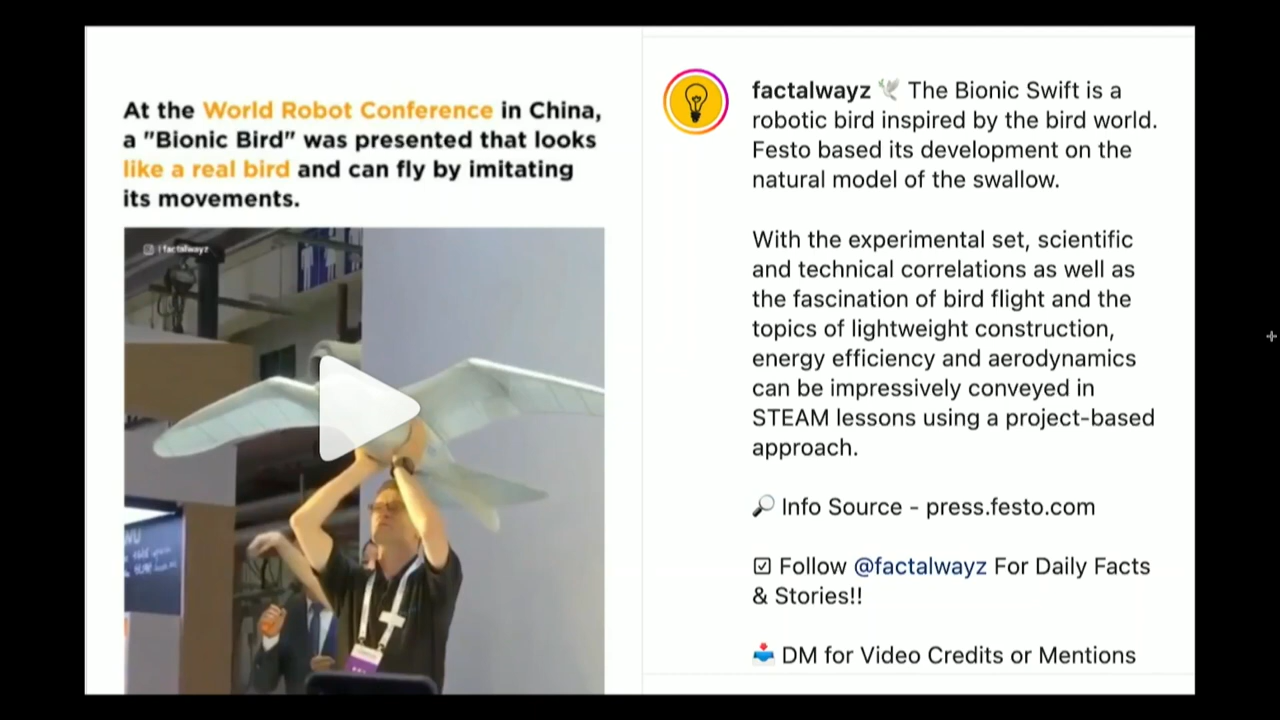 At the World Robot Conference in China,
a "Bionic Bird" was presented that looks
like a real bird and can fly by imitating
its movements.
| factalwayz
factalwayz 🕊️ The Bionic Swift is a
robotic bird inspired by the bird world.
Festo based its development on the
natural model of the swallow.
With the experimental set, scientific
and technical correlations as well as
the fascination of bird flight and the
topics of lightweight construction,
energy efficiency and aerodynamics
can be impressively conveyed in
STEAM lessons using a project-based
approach.
🔎 Info Source - press.festo.com
☑ Follow @factalwayz For Daily Facts
& Stories!!
📥 DM for Video Credits or Mentions